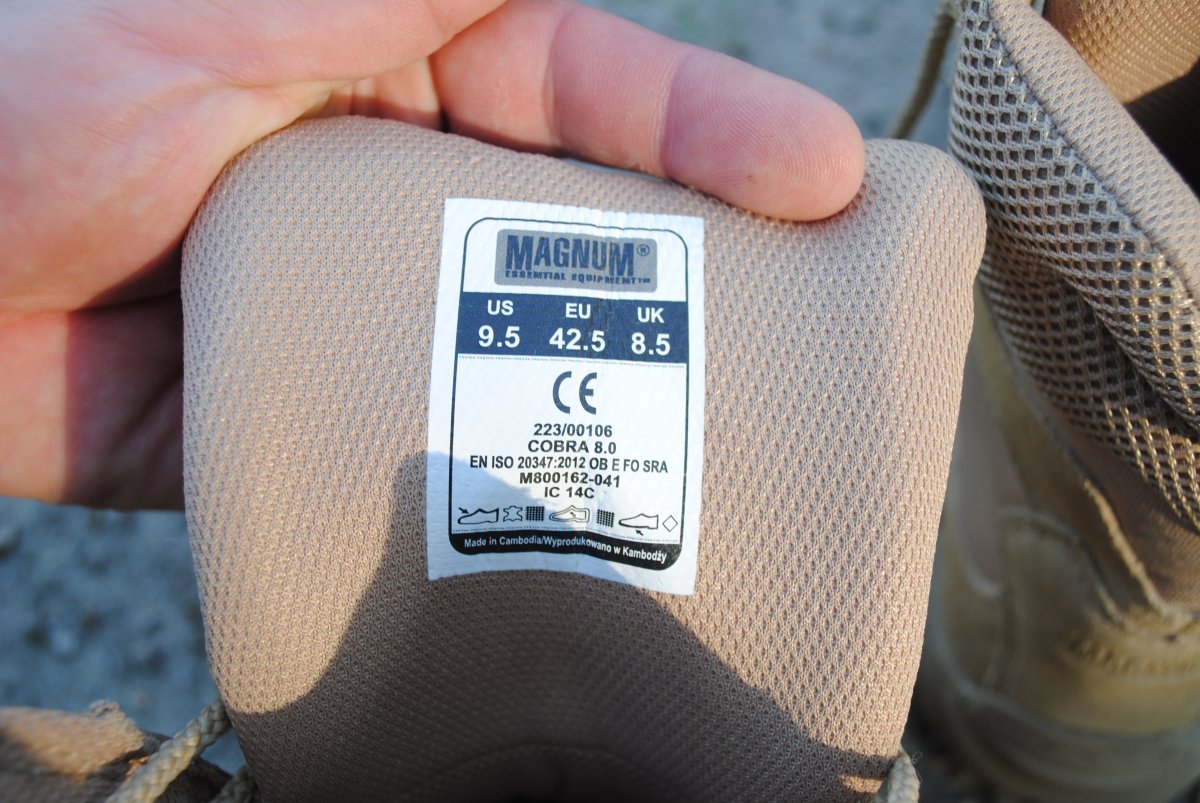 MAGNUM®
ESSENTIAL EQUIPMENT™
US EU UK
9.5 42.5 8.5
CE
223/00106
COBRA 8.0
EN ISO 20347:2012 OB E FO SRA
M800162-041
IC 14C
Made in Cambodia/Wyprodukowano w Kambodży